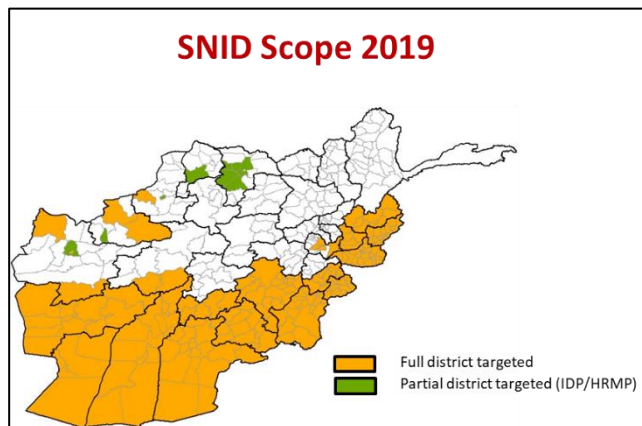 SNID Scope 2019
Full district targeted
Partial district targeted (IDP/HRMP)